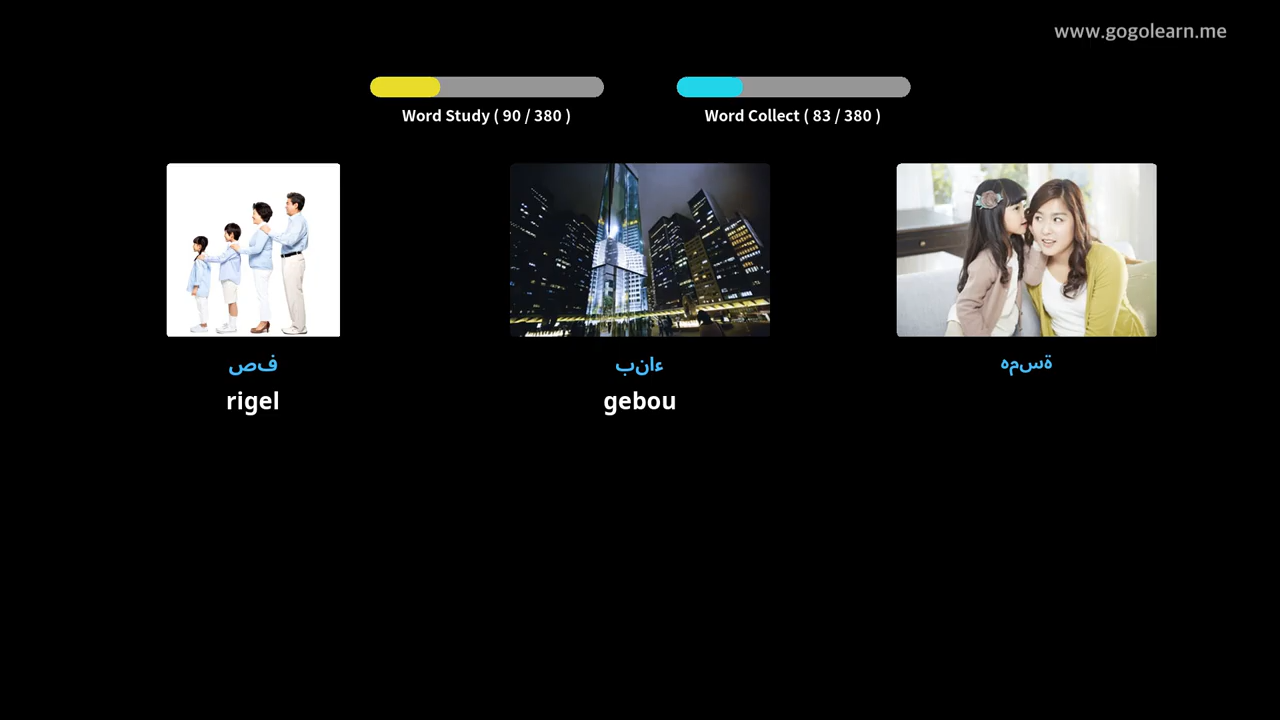 www.gogolearn.me
Word Study ( 90 / 380 )
Word Collect ( 83 / 380 )
فص
rigel
ءانب
gebou
ةسمه